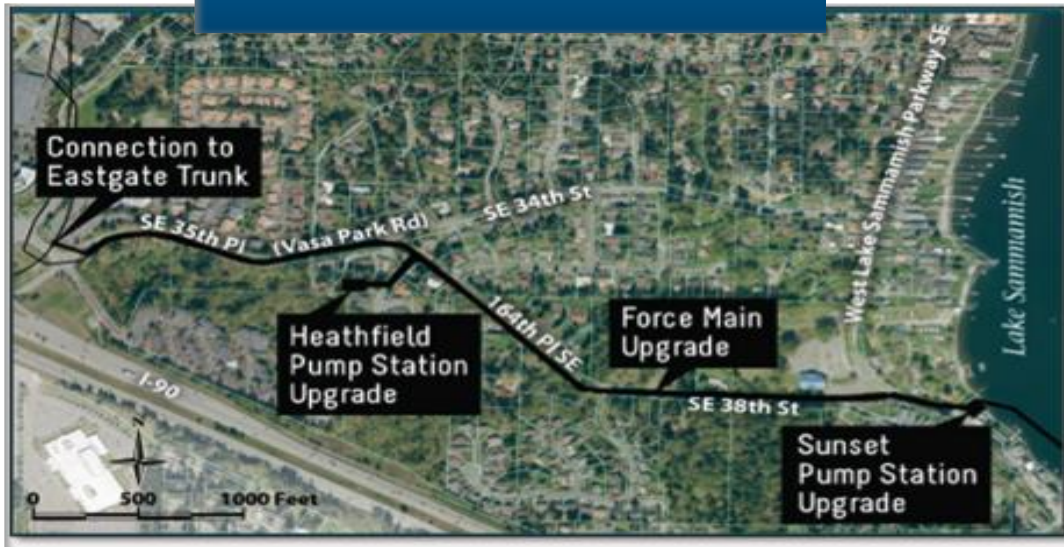 West Lake Sammamish Parkway SE
Connection to
Eastgate Trunk
SE 34th St
SE 35th Pl
(Vasa Park Rd)
Lake Sammamish
Heathfield
Pump Station
Upgrade
164th Pl SE
Force Main
Upgrade
I-90
SE 38th St
Sunset
Pump Station
Upgrade
N
0 500 1000 Feet